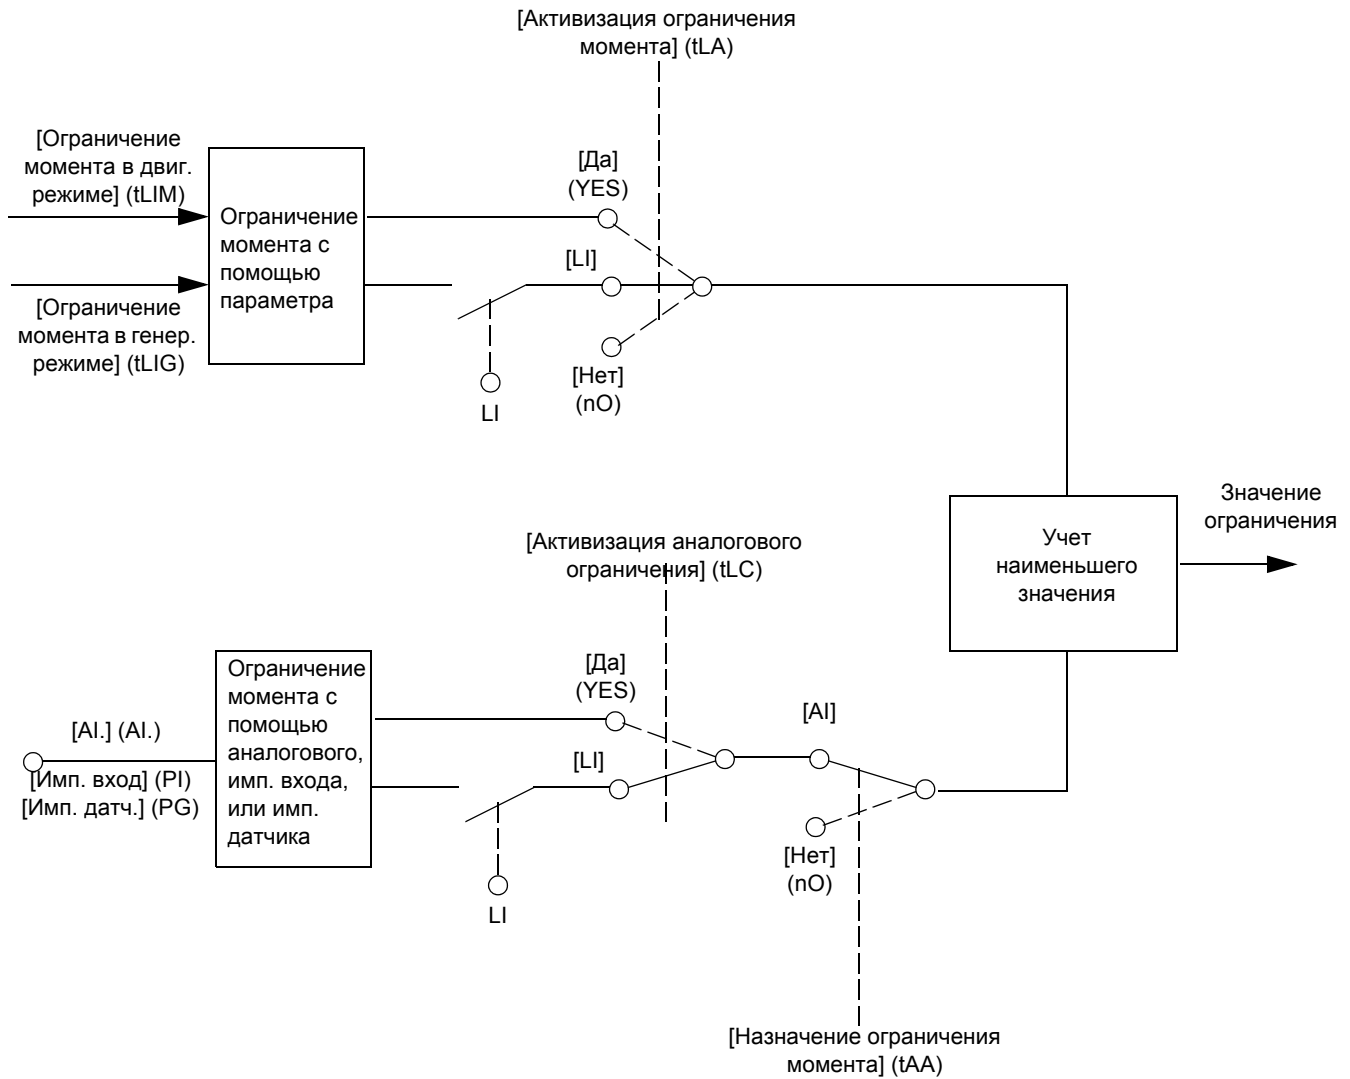 [Активизация ограничения
момента] (tLA)
[Ограничение
момента в двиг.
режиме] (tLIM)
Ограничение
момента с
помощью
параметра
[Ограничение
момента в генер.
режиме] (tLIG)
[Да]
(YES)
[LI]
[Нет]
(nO)
LI
Учет
наименьшего
значения
Значение
ограничения
[Активизация аналогового
ограничения] (tLC)
[AI.] (AI.)
[Имп. вход] (PI)
[Имп. датч.] (PG)
Ограничение
момента с
помощью
аналогового,
имп. входа,
или имп.
датчика
[Да]
(YES)
[LI]
LI
[AI]
[Нет]
(nO)
[Назначение ограничения
момента] (tAA)